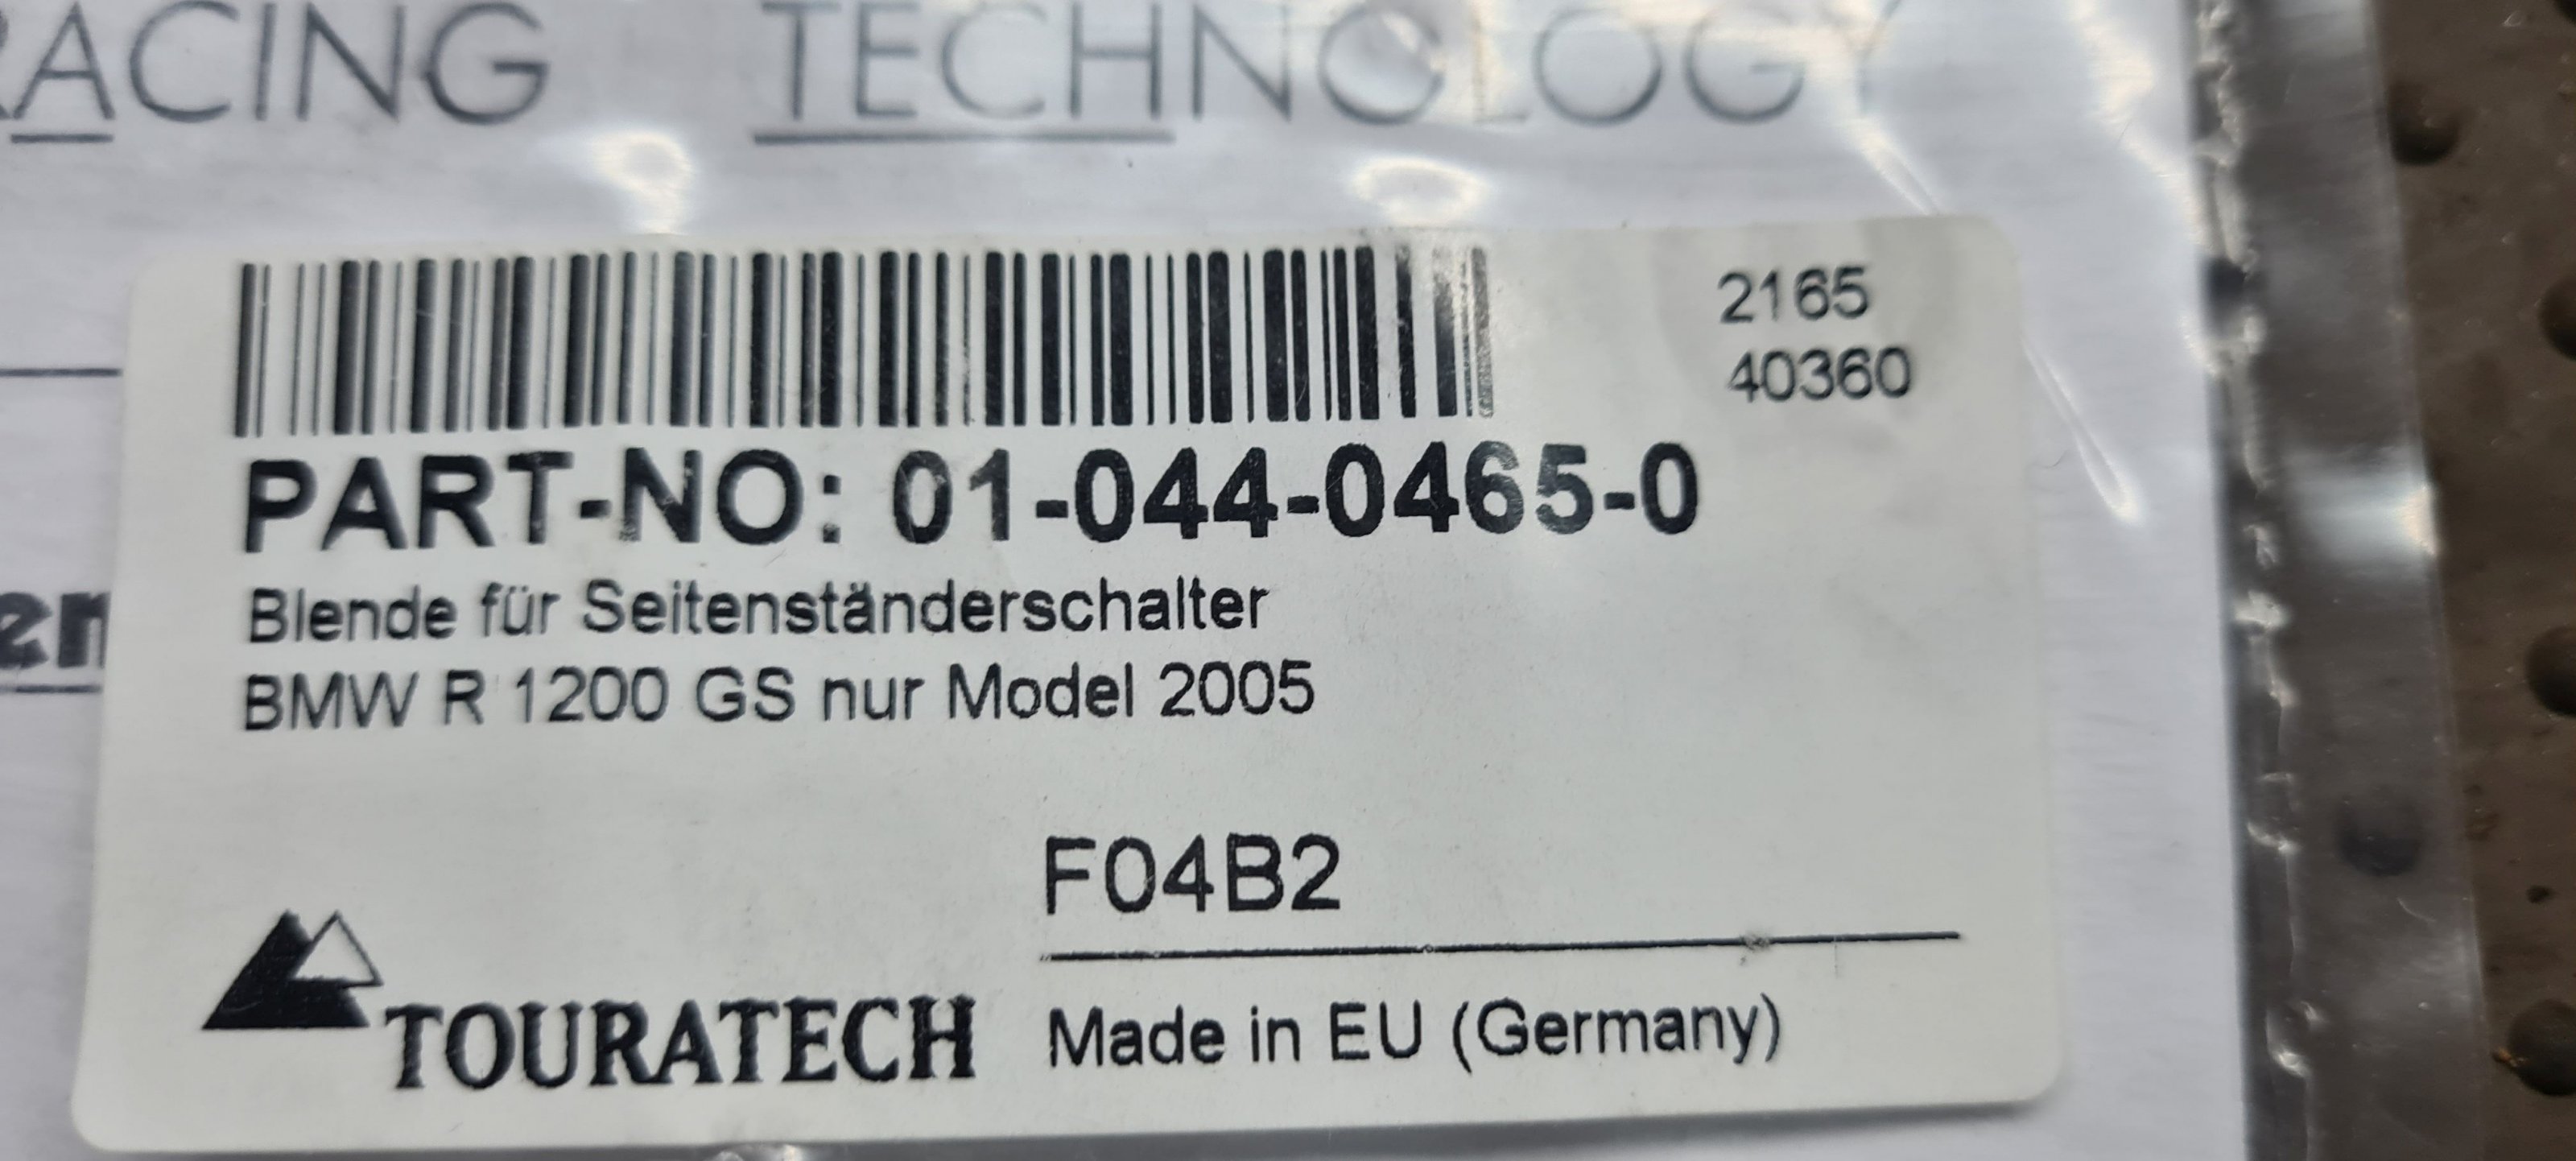 RACING TECHNOLOGY
2165
40360
PART-NO: 01-044-0465-0
Blende für Seitenständerschalter
BMW R 1200 GS nur Model 2005
F04B2
TOURATECH
Made in EU (Germany)